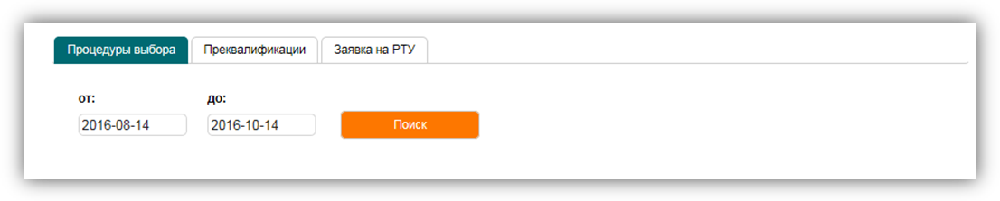 Процедуры выбора Преквалификации Заявка на РТУ
от: до:
2016-08-14 2016-10-14 Поиск